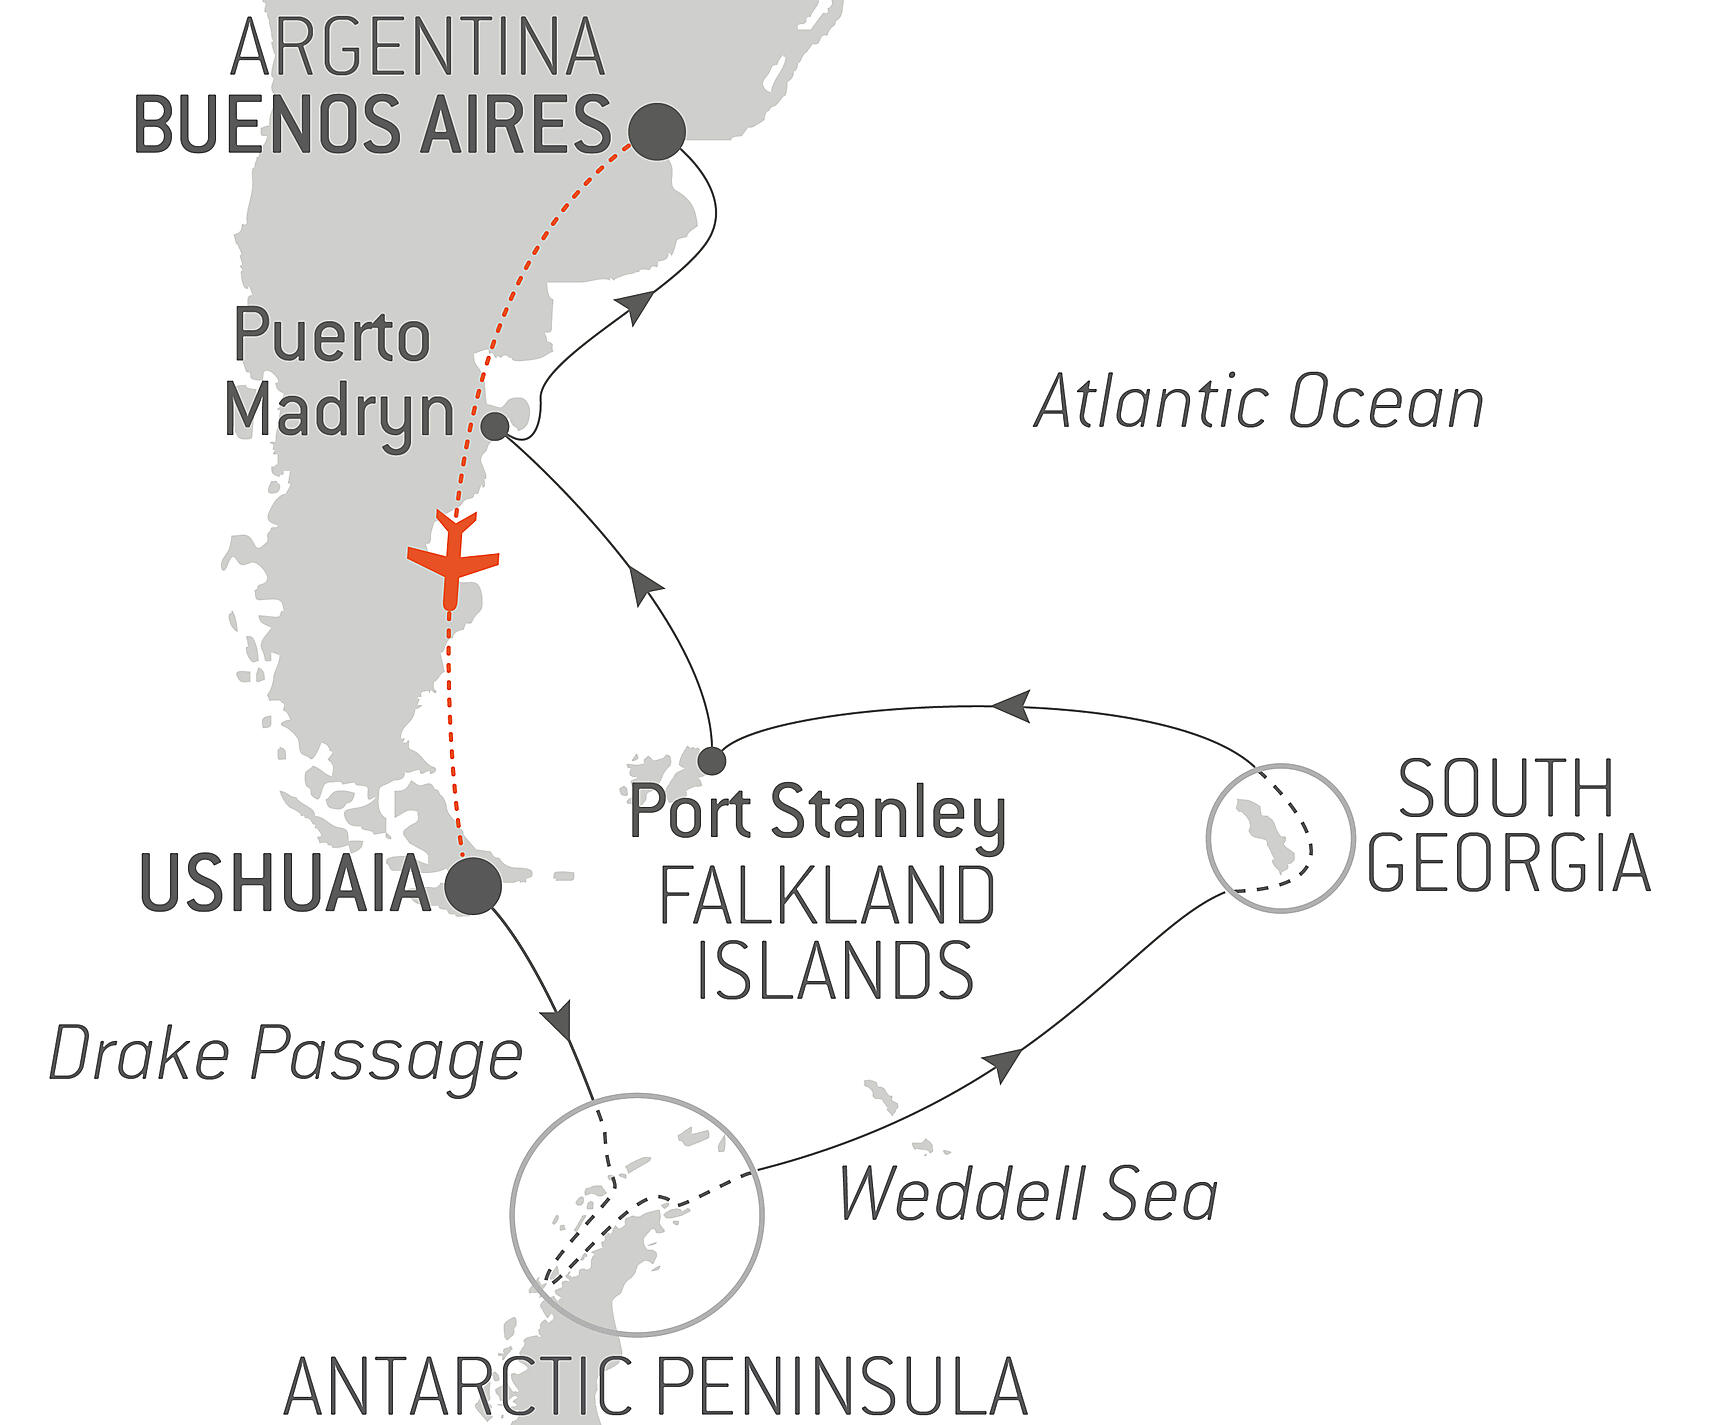 ARGENTINA
BUENOS AIRES
Puerto
Madryn
Atlantic Ocean
Port Stanley
FALKLAND
ISLANDS
SOUTH
GEORGIA
USHUAIA
Drake Passage
Weddell Sea
ANTARCTIC PENINSULA